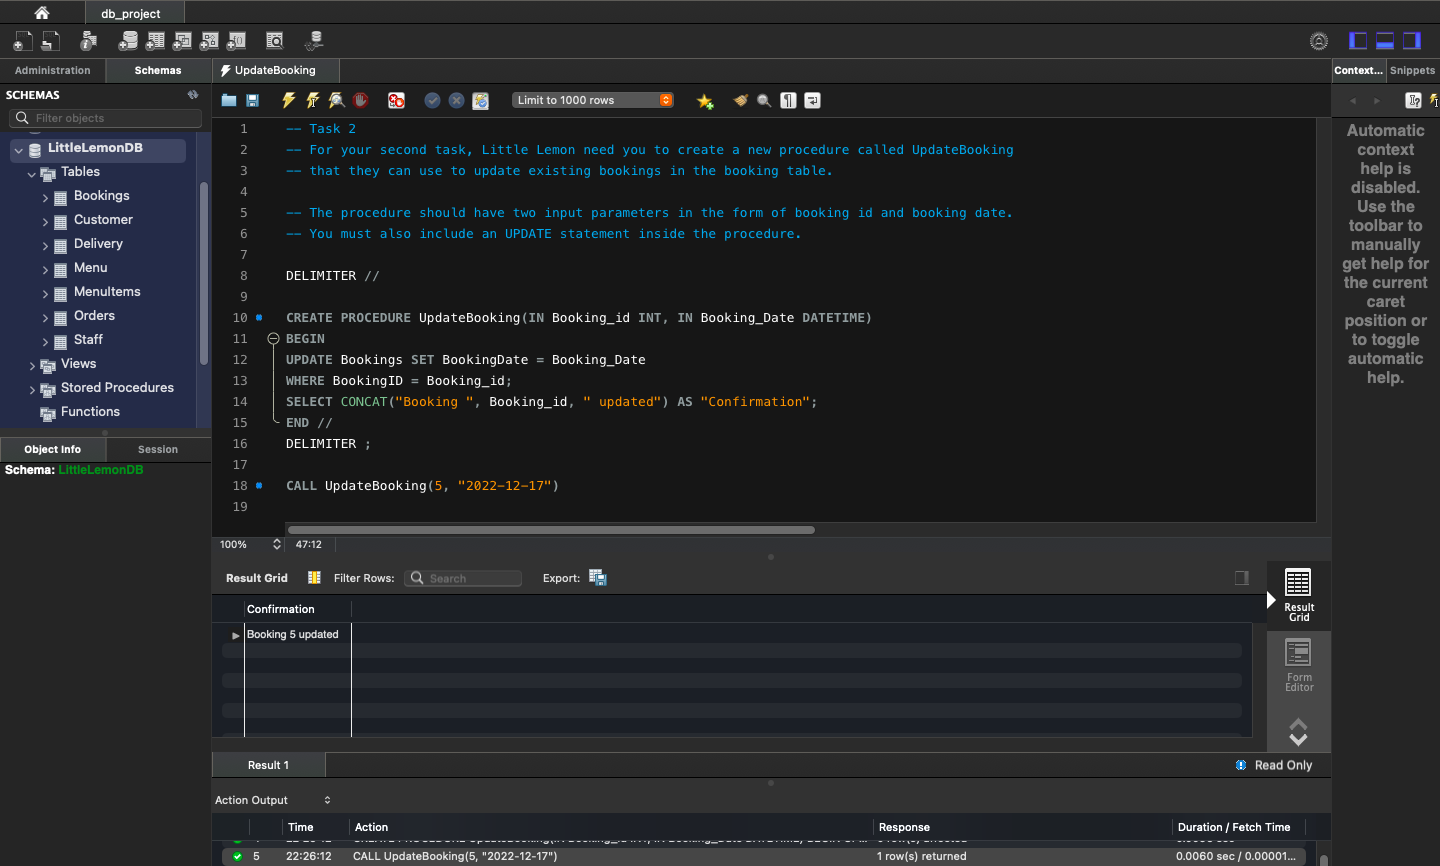 db_project
Administration
Schemas
UpdateBooking
Context...
Snippets
SCHEMAS
Limit to 1000 rows
Filter objects
LittleLemonDB
Tables
Bookings
Customer
Delivery
Menu
MenuItems
Orders
Staff
Views
Stored Procedures
Functions
Object Info
Session
Schema: LittleLemonDB
1 -- Task 2
2 -- For your second task, Little Lemon need you to create a new procedure called UpdateBooking
3 -- that they can use to update existing bookings in the booking table.
4
5 -- The procedure should have two input parameters in the form of booking id and booking date.
6 -- You must also include an UPDATE statement inside the procedure.
7
8 DELIMITER //
9
10 CREATE PROCEDURE UpdateBooking(IN Booking_id INT, IN Booking_Date DATETIME)
11 BEGIN
12 UPDATE Bookings SET BookingDate = Booking_Date
13 WHERE BookingID = Booking_id;
14 SELECT CONCAT("Booking ", Booking_id, " updated") AS "Confirmation";
15 END //
16 DELIMITER ;
17
18 CALL UpdateBooking(5, "2022-12-17")
19
100%
47:12
Automatic
context
help is
disabled.
Use the
toolbar to
manually
get help for
the current
caret
position or
to toggle
automatic
help.
Result Grid
Filter Rows:
Search
Export:
Confirmation
Booking 5 updated
Result
Grid
Form
Editor
Result 1
Read Only
Action Output
Time Action Response Duration / Fetch Time
5 22:26:12 CALL UpdateBooking(5, "2022-12-17") 1 row(s) returned 0.0060 sec / 0.00001...